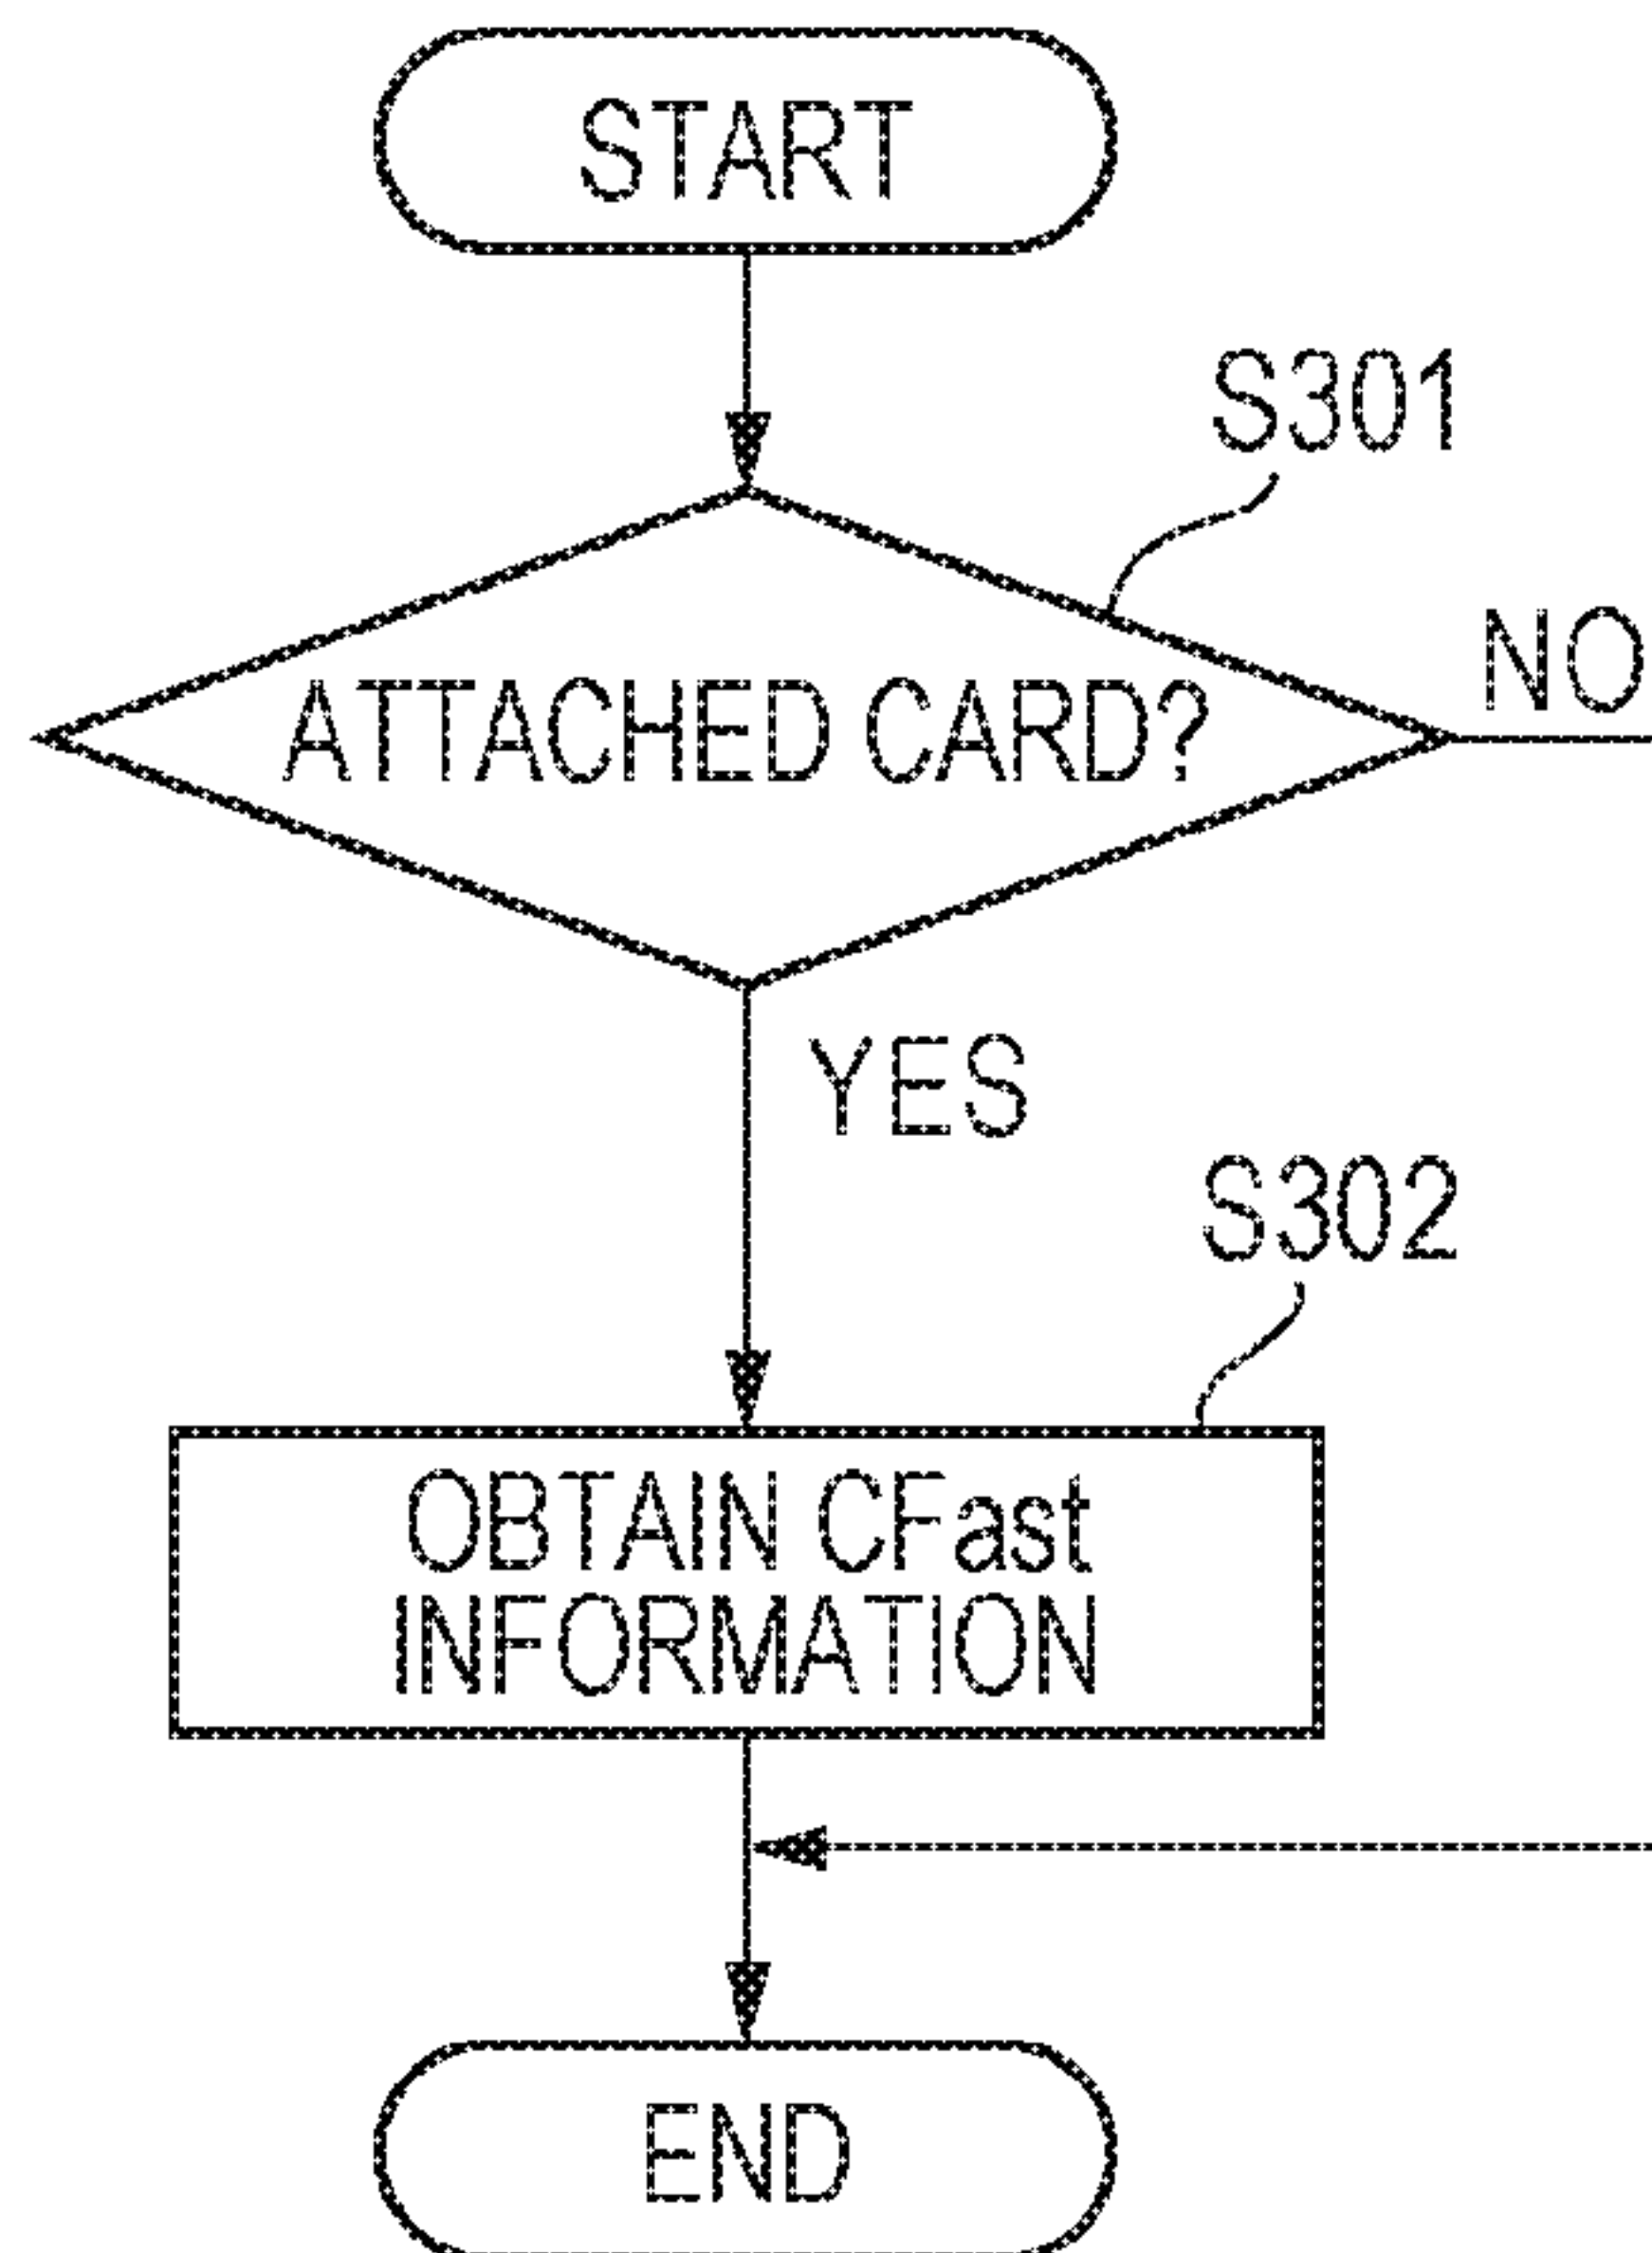 START
S301
ATTACHED CARD?
NO
YES
S302
OBTAIN CFast
INFORMATION
END